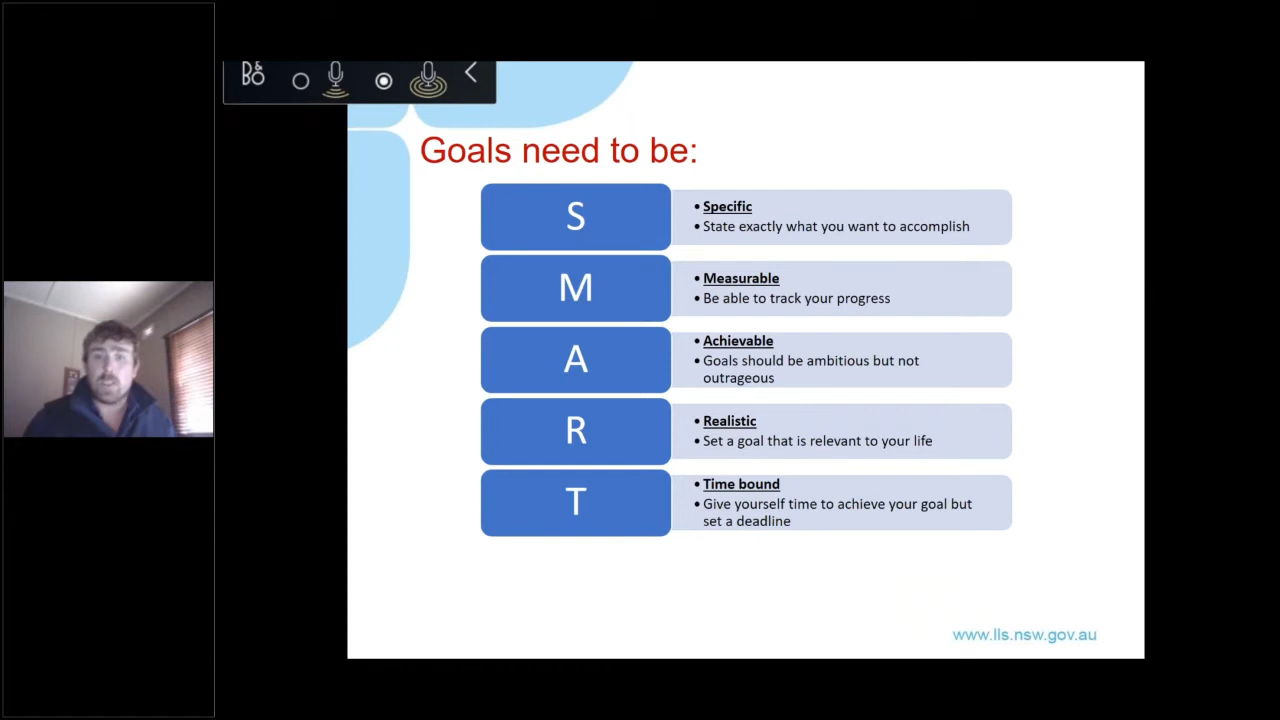 B&
BO
Goals need to be:
S
• Specific
• State exactly what you want to accomplish
M
• Measurable
• Be able to track your progress
A
• Achievable
• Goals should be ambitious but not
outrageous
R
• Realistic
• Set a goal that is relevant to your life
T
• Time bound
• Give yourself time to achieve your goal but
set a deadline
www.lls.nsw.gov.au